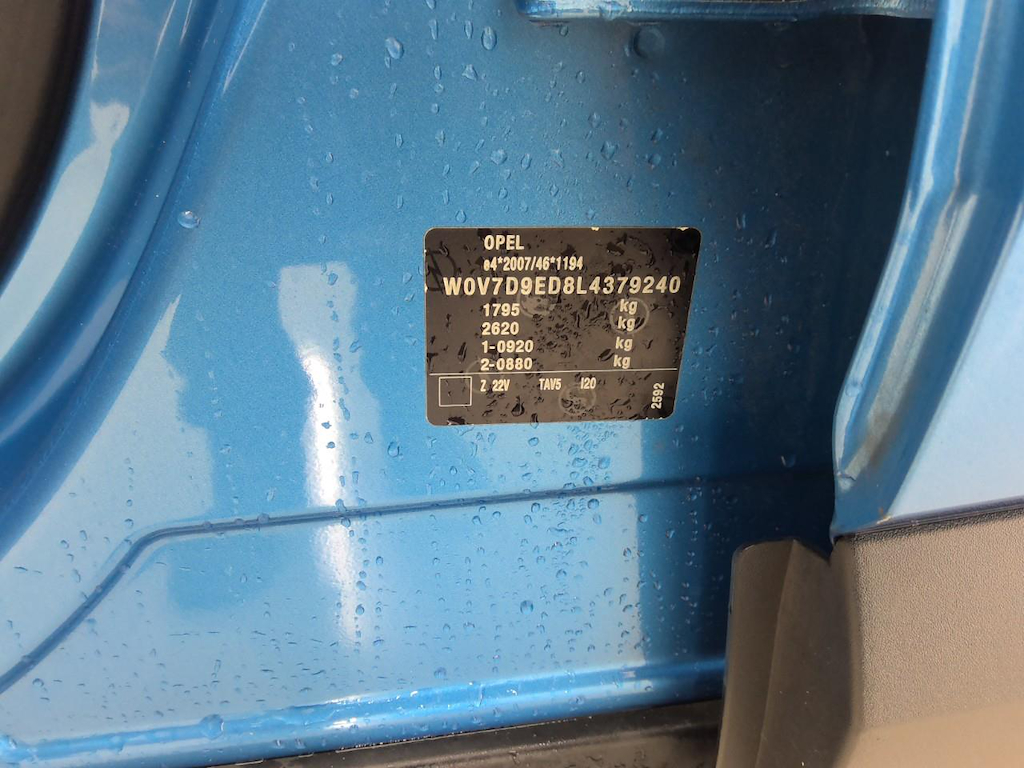 OPEL
e4*2007/46*1194
W0V7D9ED8L4379240
1795 kg
2620 kg
1-0920 kg
2-0880 kg
Z 22V TAV5 I20
2592